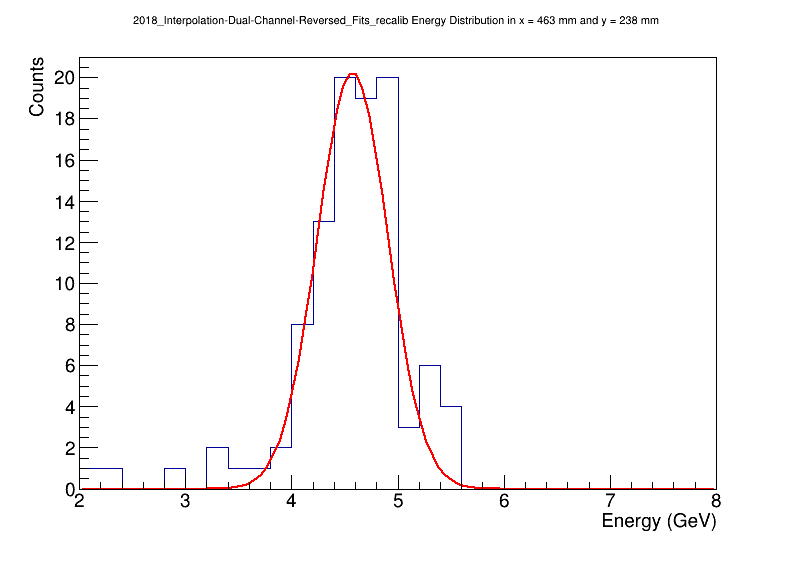 2018_Interpolation-Dual-Channel-Reversed_Fits_recalib Energy Distribution in x = 463 mm and y = 238 mm
Counts
20
18
16
14
12
10
8
6
4
2
0
2 3 4 5 6 7 8
Energy (GeV)